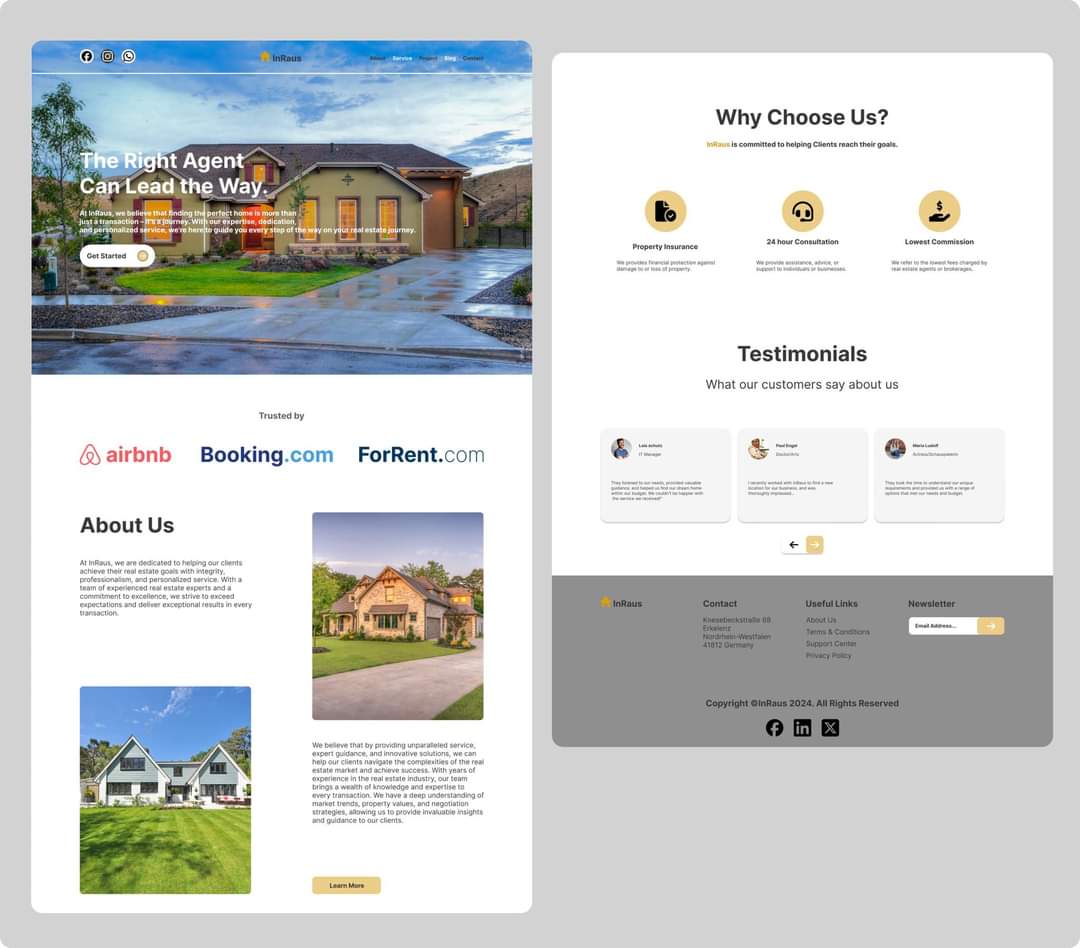 InRaus
About Service Project Blog Contact
The Right Agent
Can Lead the Way.
At InRaus, we believe that finding the perfect home is more than
just a transaction – it's a journey. With our expertise, dedication,
and personalized service, we're here to guide you every step of the way on your real estate journey.
Get Started
Trusted by
airbnb
Booking.com
ForRent.com
About Us
At InRaus, we are dedicated to helping our clients
achieve their real estate goals with integrity,
professionalism, and personalized service. With a
team of experienced real estate experts and a
commitment to excellence, we strive to exceed
expectations and deliver exceptional results in every
transaction.
We believe that by providing unparalleled service,
expert guidance, and innovative solutions, we can
help our clients navigate the complexities of the real
estate market and achieve success. With years of
experience in the real estate industry, our team
brings a wealth of knowledge and expertise to
every transaction. We have a deep understanding of
market trends, property values, and negotiation
strategies, allowing us to provide invaluable insights
and guidance to our clients.
Learn More
Why Choose Us?
InRaus is committed to helping Clients reach their goals.
Property Insurance
We provide financial protection against
damage to or loss of property.
24 hour Consultation
We provide assistance, advice, or
support to individuals or businesses.
Lowest Commission
We refer to the lowest fees charged by
real estate agents or brokerages.
Testimonials
What our customers say about us
Lela schulz
IT Manager
They listened to our needs, provided valuable
guidance, and helped us find our dream home
within our budget. We couldn't be happier with
the service we received!"
Paul Engel
Doctor/Arts
I recently worked with InRaus to find a new
location for our business, and was
thoroughly impressed..
Maria Ludolf
Actress/Schauspielerin
They took the time to understand our unique
requirements and provided us with a range of
options that met our needs and budget.
InRaus
Contact
Knesebeckstraße 68
Erkelenz
Nordrhein-Westfalen
41812 Germany
Useful Links
About Us
Terms & Conditions
Support Center
Privacy Policy
Newsletter
Email Address...
Copyright ©InRaus 2024. All Rights Reserved